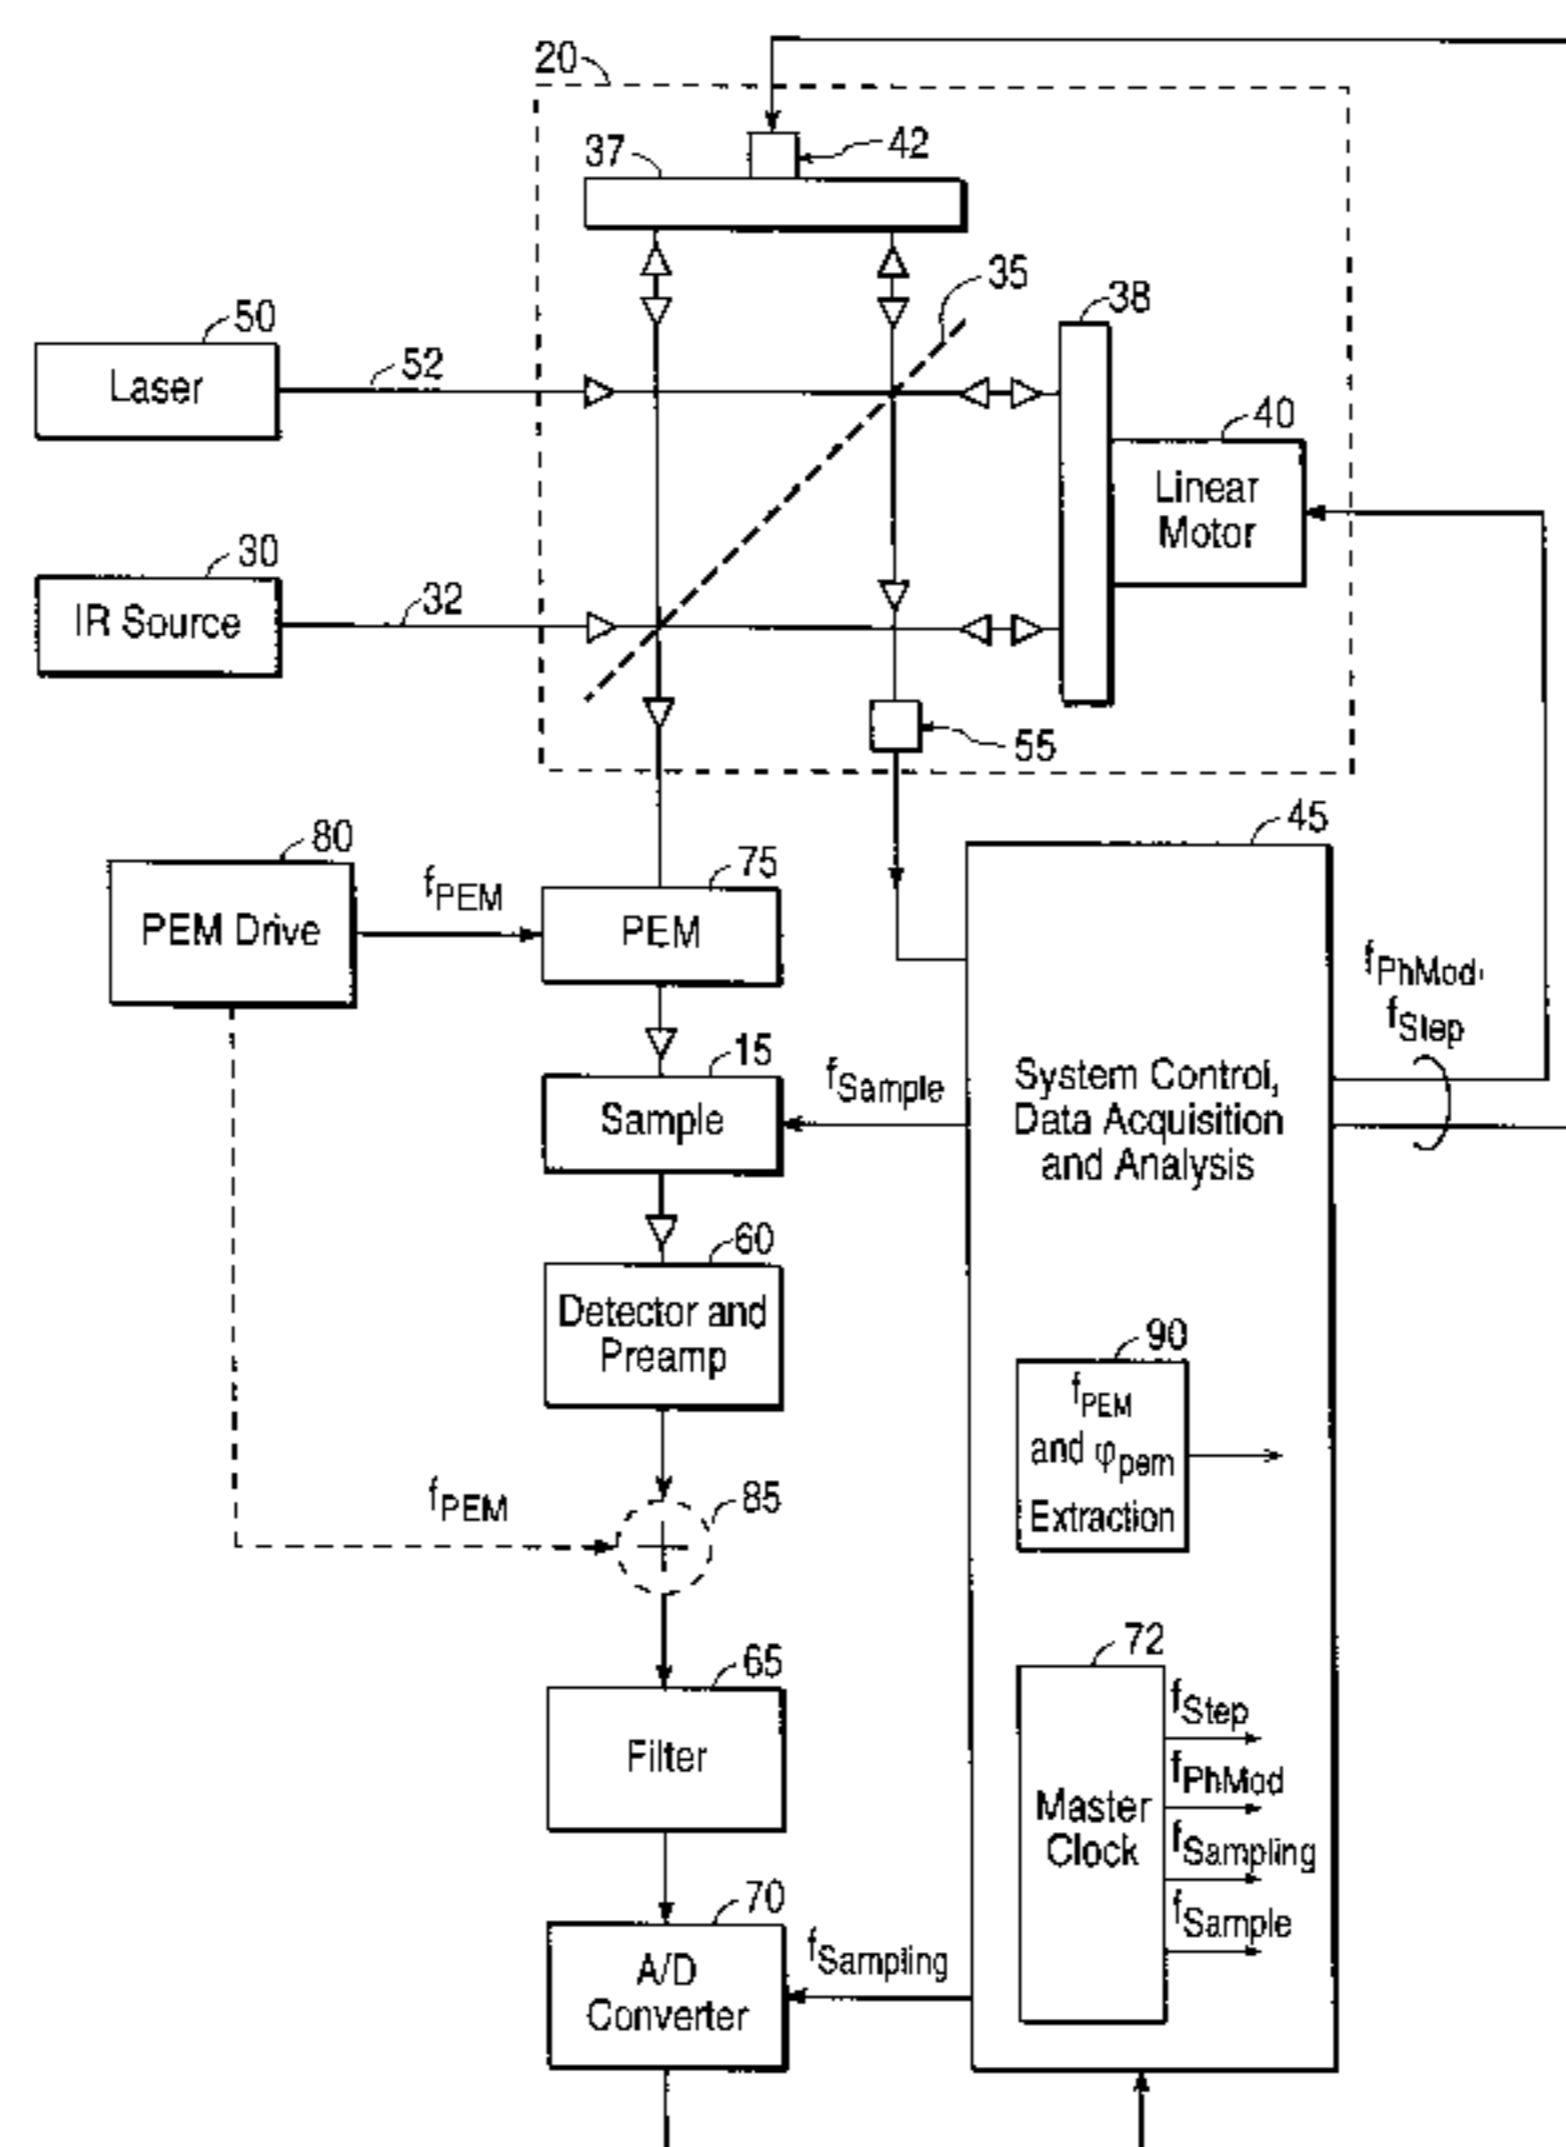 20
42
37
35
38
50
Laser
52
40
Linear
Motor
30
IR Source
32
55
45
80
PEM Drive
f_PEM
75
PEM
f_PhMod,
f_Step
15
Sample
f_Sample
System Control,
Data Acquisition
and Analysis
60
Detector and
Preamp
90
f_PEM
and φ_pem
Extraction
f_PEM
85
65
Filter
72
Master
Clock
f_Step
f_PhMod
f_Sampling
f_Sample
70
A/D
Converter
f_Sampling